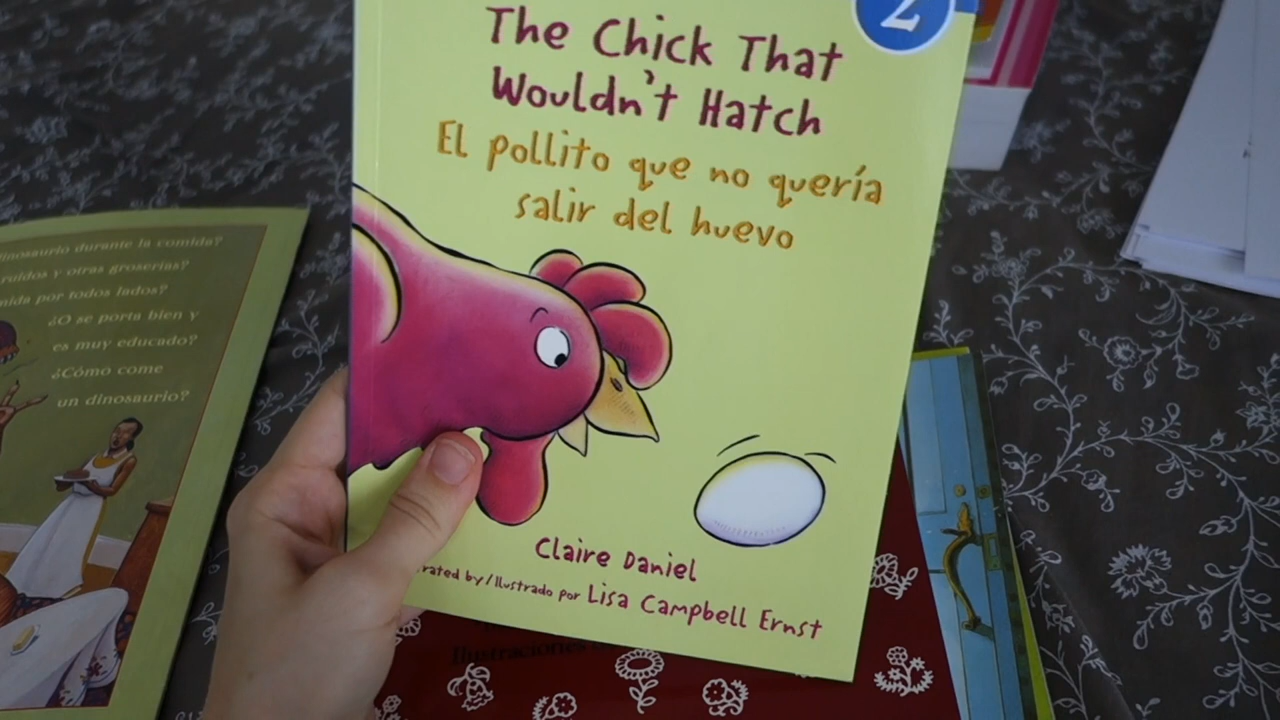 2
The Chick That
Wouldn't Hatch
El pollito que no quería
salir del huevo
Claire Daniel
by/Ilustrado por Lisa Campbell Ernst
dinosaurio durante la comida?
ruidos y otras groserías?
por todos lados?
¿O se porta bien y
es muy educado?
¿Cómo come
un dinosaurio?
Ilustraciones